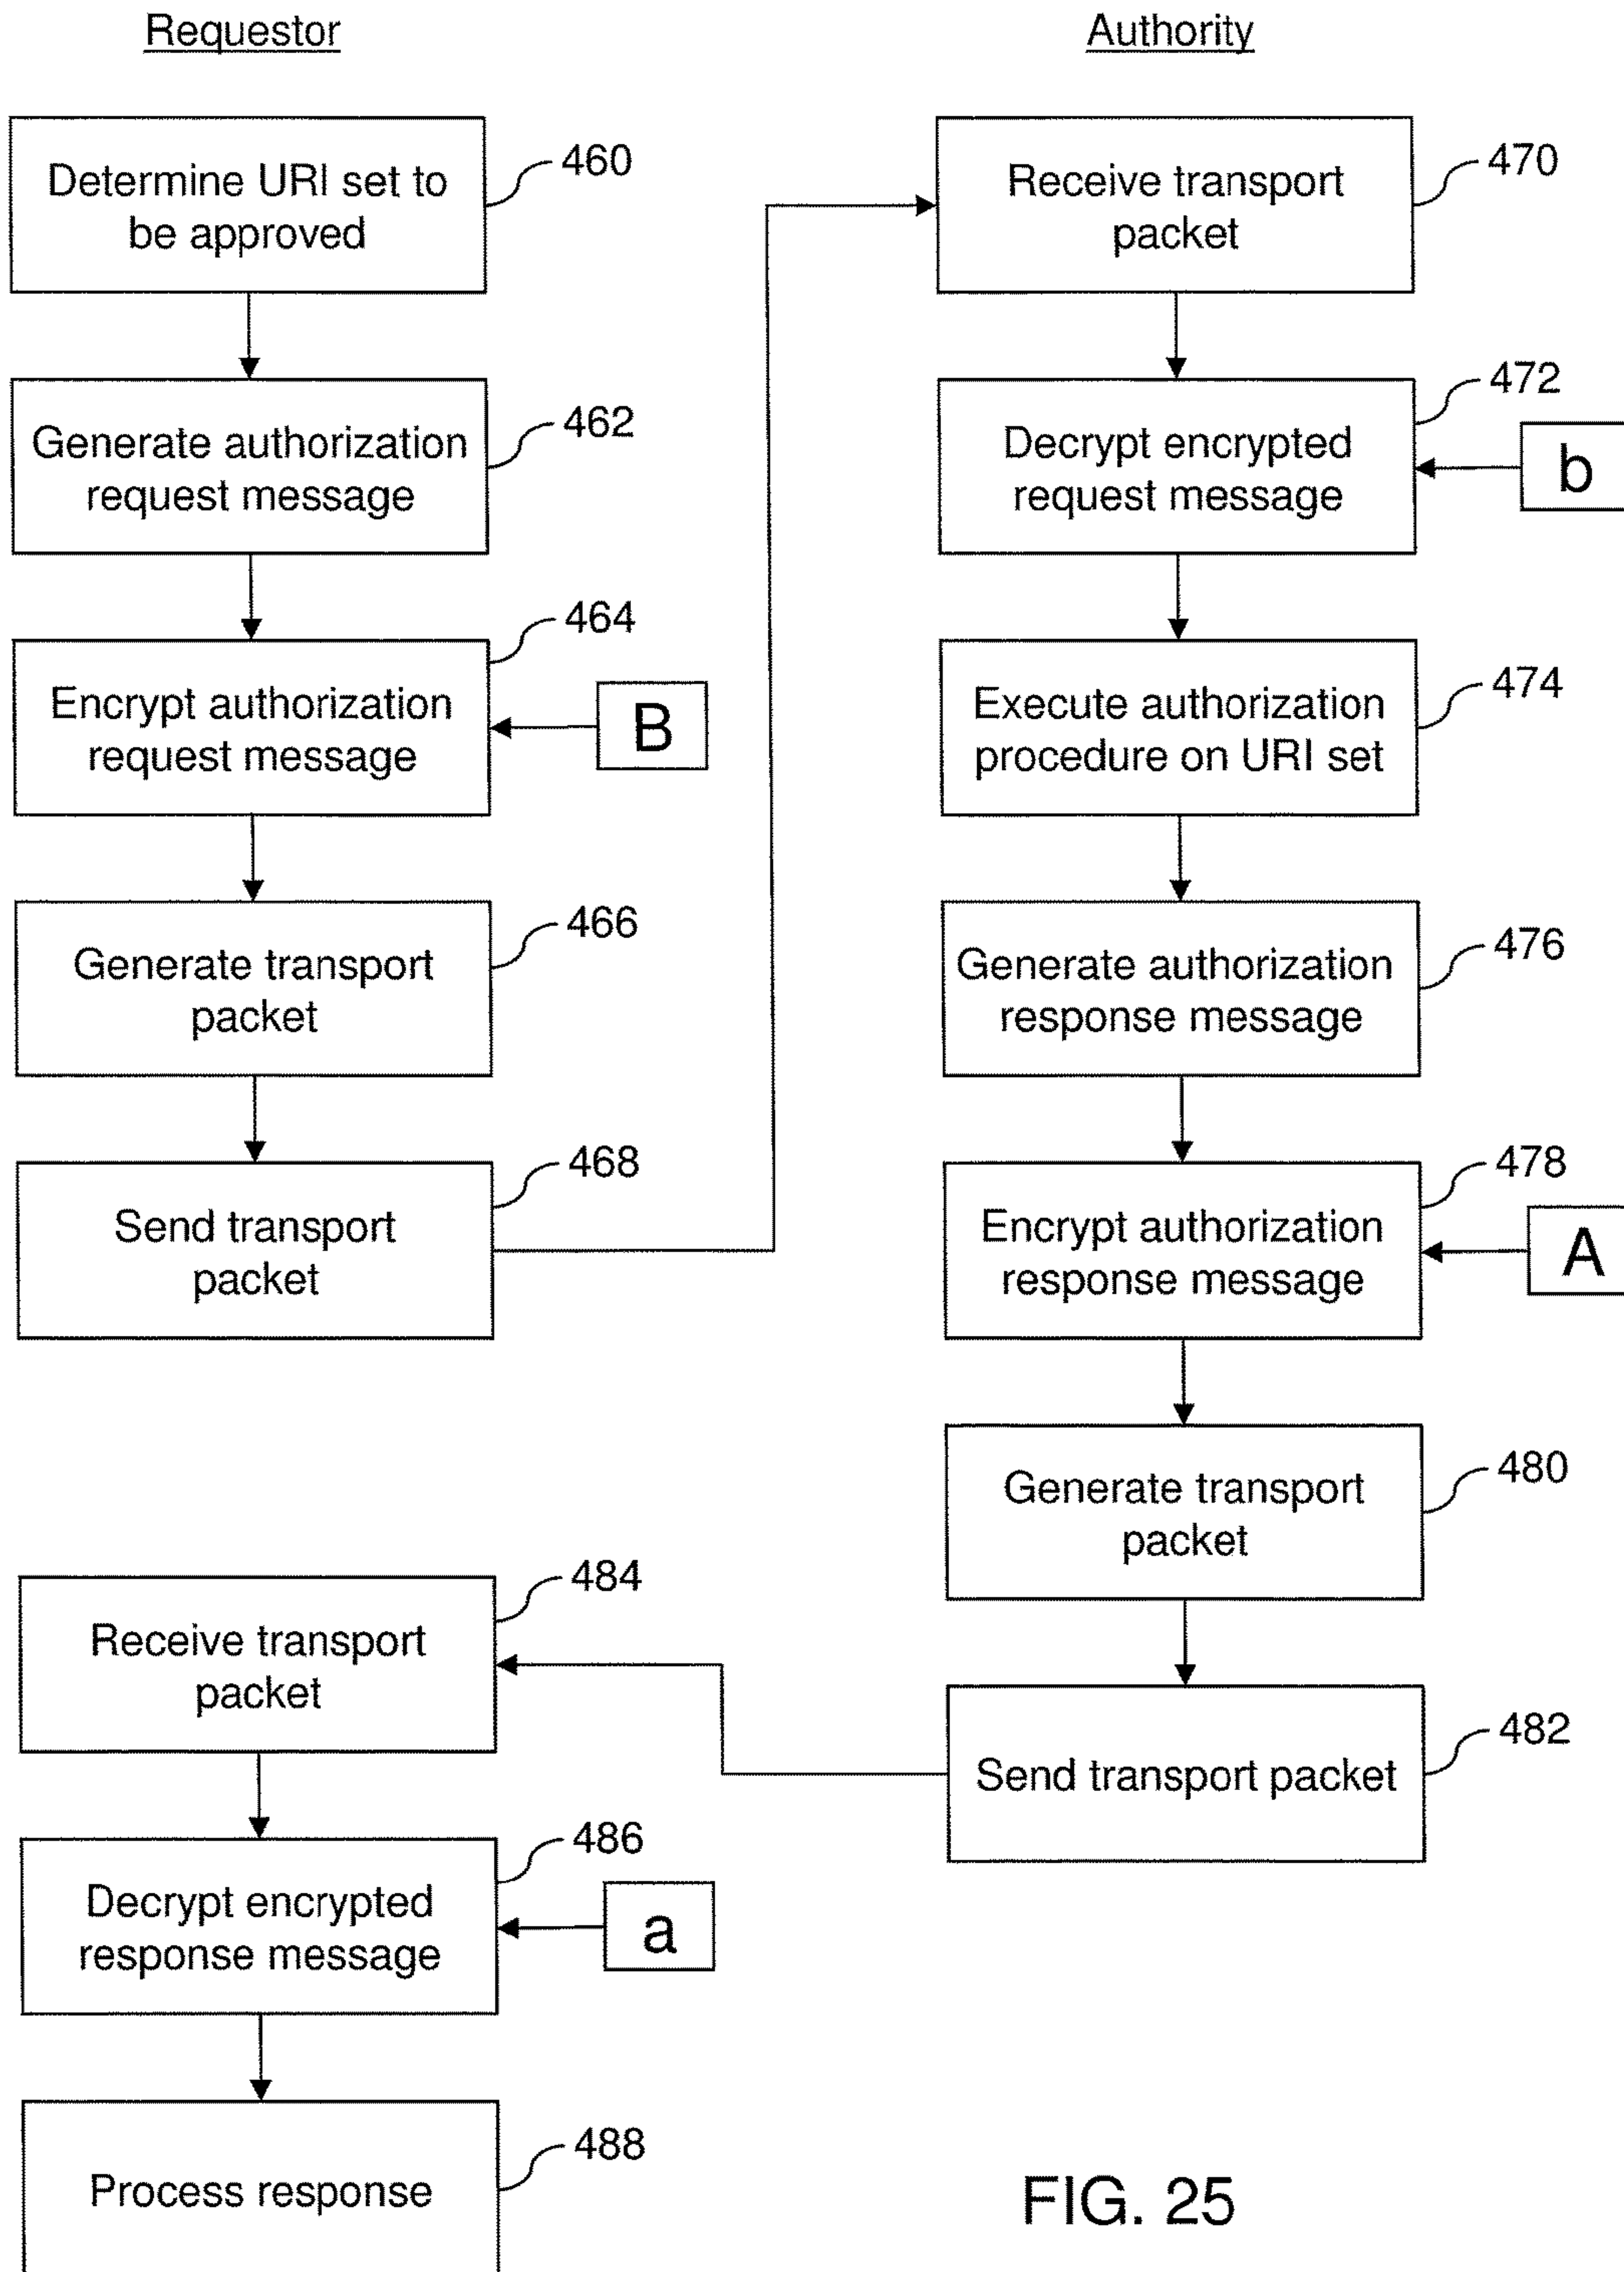 Requestor
Determine URI set to
be approved
460
Generate authorization
request message
462
Encrypt authorization
request message
464
B
Generate transport
packet
466
Send transport
packet
468
Authority
Receive transport
packet
470
Decrypt encrypted
request message
472
b
Execute authorization
procedure on URI set
474
Generate authorization
response message
476
Encrypt authorization
response message
478
A
Generate transport
packet
480
Send transport packet
482
Receive transport
packet
484
Decrypt encrypted
response message
486
a
Process response
488
FIG. 25